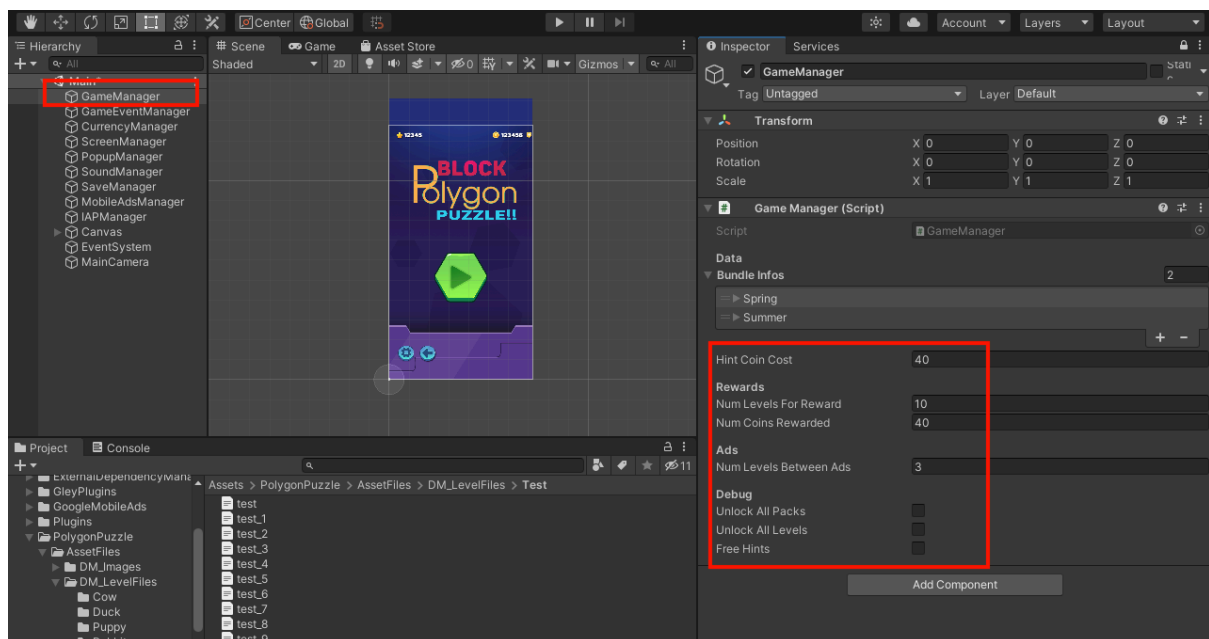 Center Global
Account Layers Layout
Hierarchy
All
Main
GameManager
GameEventManager
CurrencyManager
ScreenManager
PopupManager
SoundManager
SaveManager
MobileAdsManager
IAPManager
Canvas
EventSystem
MainCamera
Scene Game Asset Store
Shaded 2D 0 Gizmos All
12345 123456
BLOCK
Polygon
PUZZLE!!
Inspector Services
GameManager Stati
Tag Untagged Layer Default
Transform
Position X 0 Y 0 Z 0
Rotation X 0 Y 0 Z 0
Scale X 1 Y 1 Z 1
# Game Manager (Script)
Script GameManager
Data
Bundle Infos 2
Spring
Summer
+ −
Hint Coin Cost 40
Rewards
Num Levels For Reward 10
Num Coins Rewarded 40
Ads
Num Levels Between Ads 3
Debug
Unlock All Packs
Unlock All Levels
Free Hints
Add Component
Project Console
11
ExternalDependencyMana
GleyPlugins
GoogleMobileAds
Plugins
PolygonPuzzle
AssetFiles
DM_Images
DM_LevelFiles
Cow
Duck
Puppy
Assets > PolygonPuzzle > AssetFiles > DM_LevelFiles > Test
test
test_1
test_2
test_3
test_4
test_5
test_6
test_7
test_8